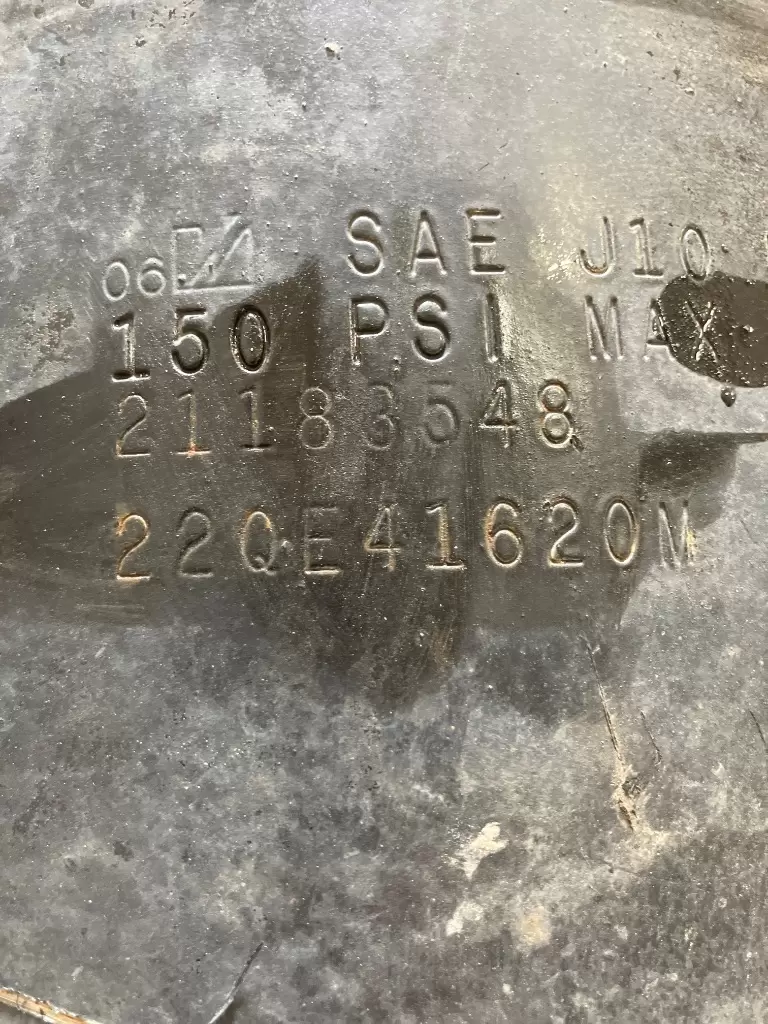 06 SAE J10
150 PSI MAX
21183548
22QE41620M